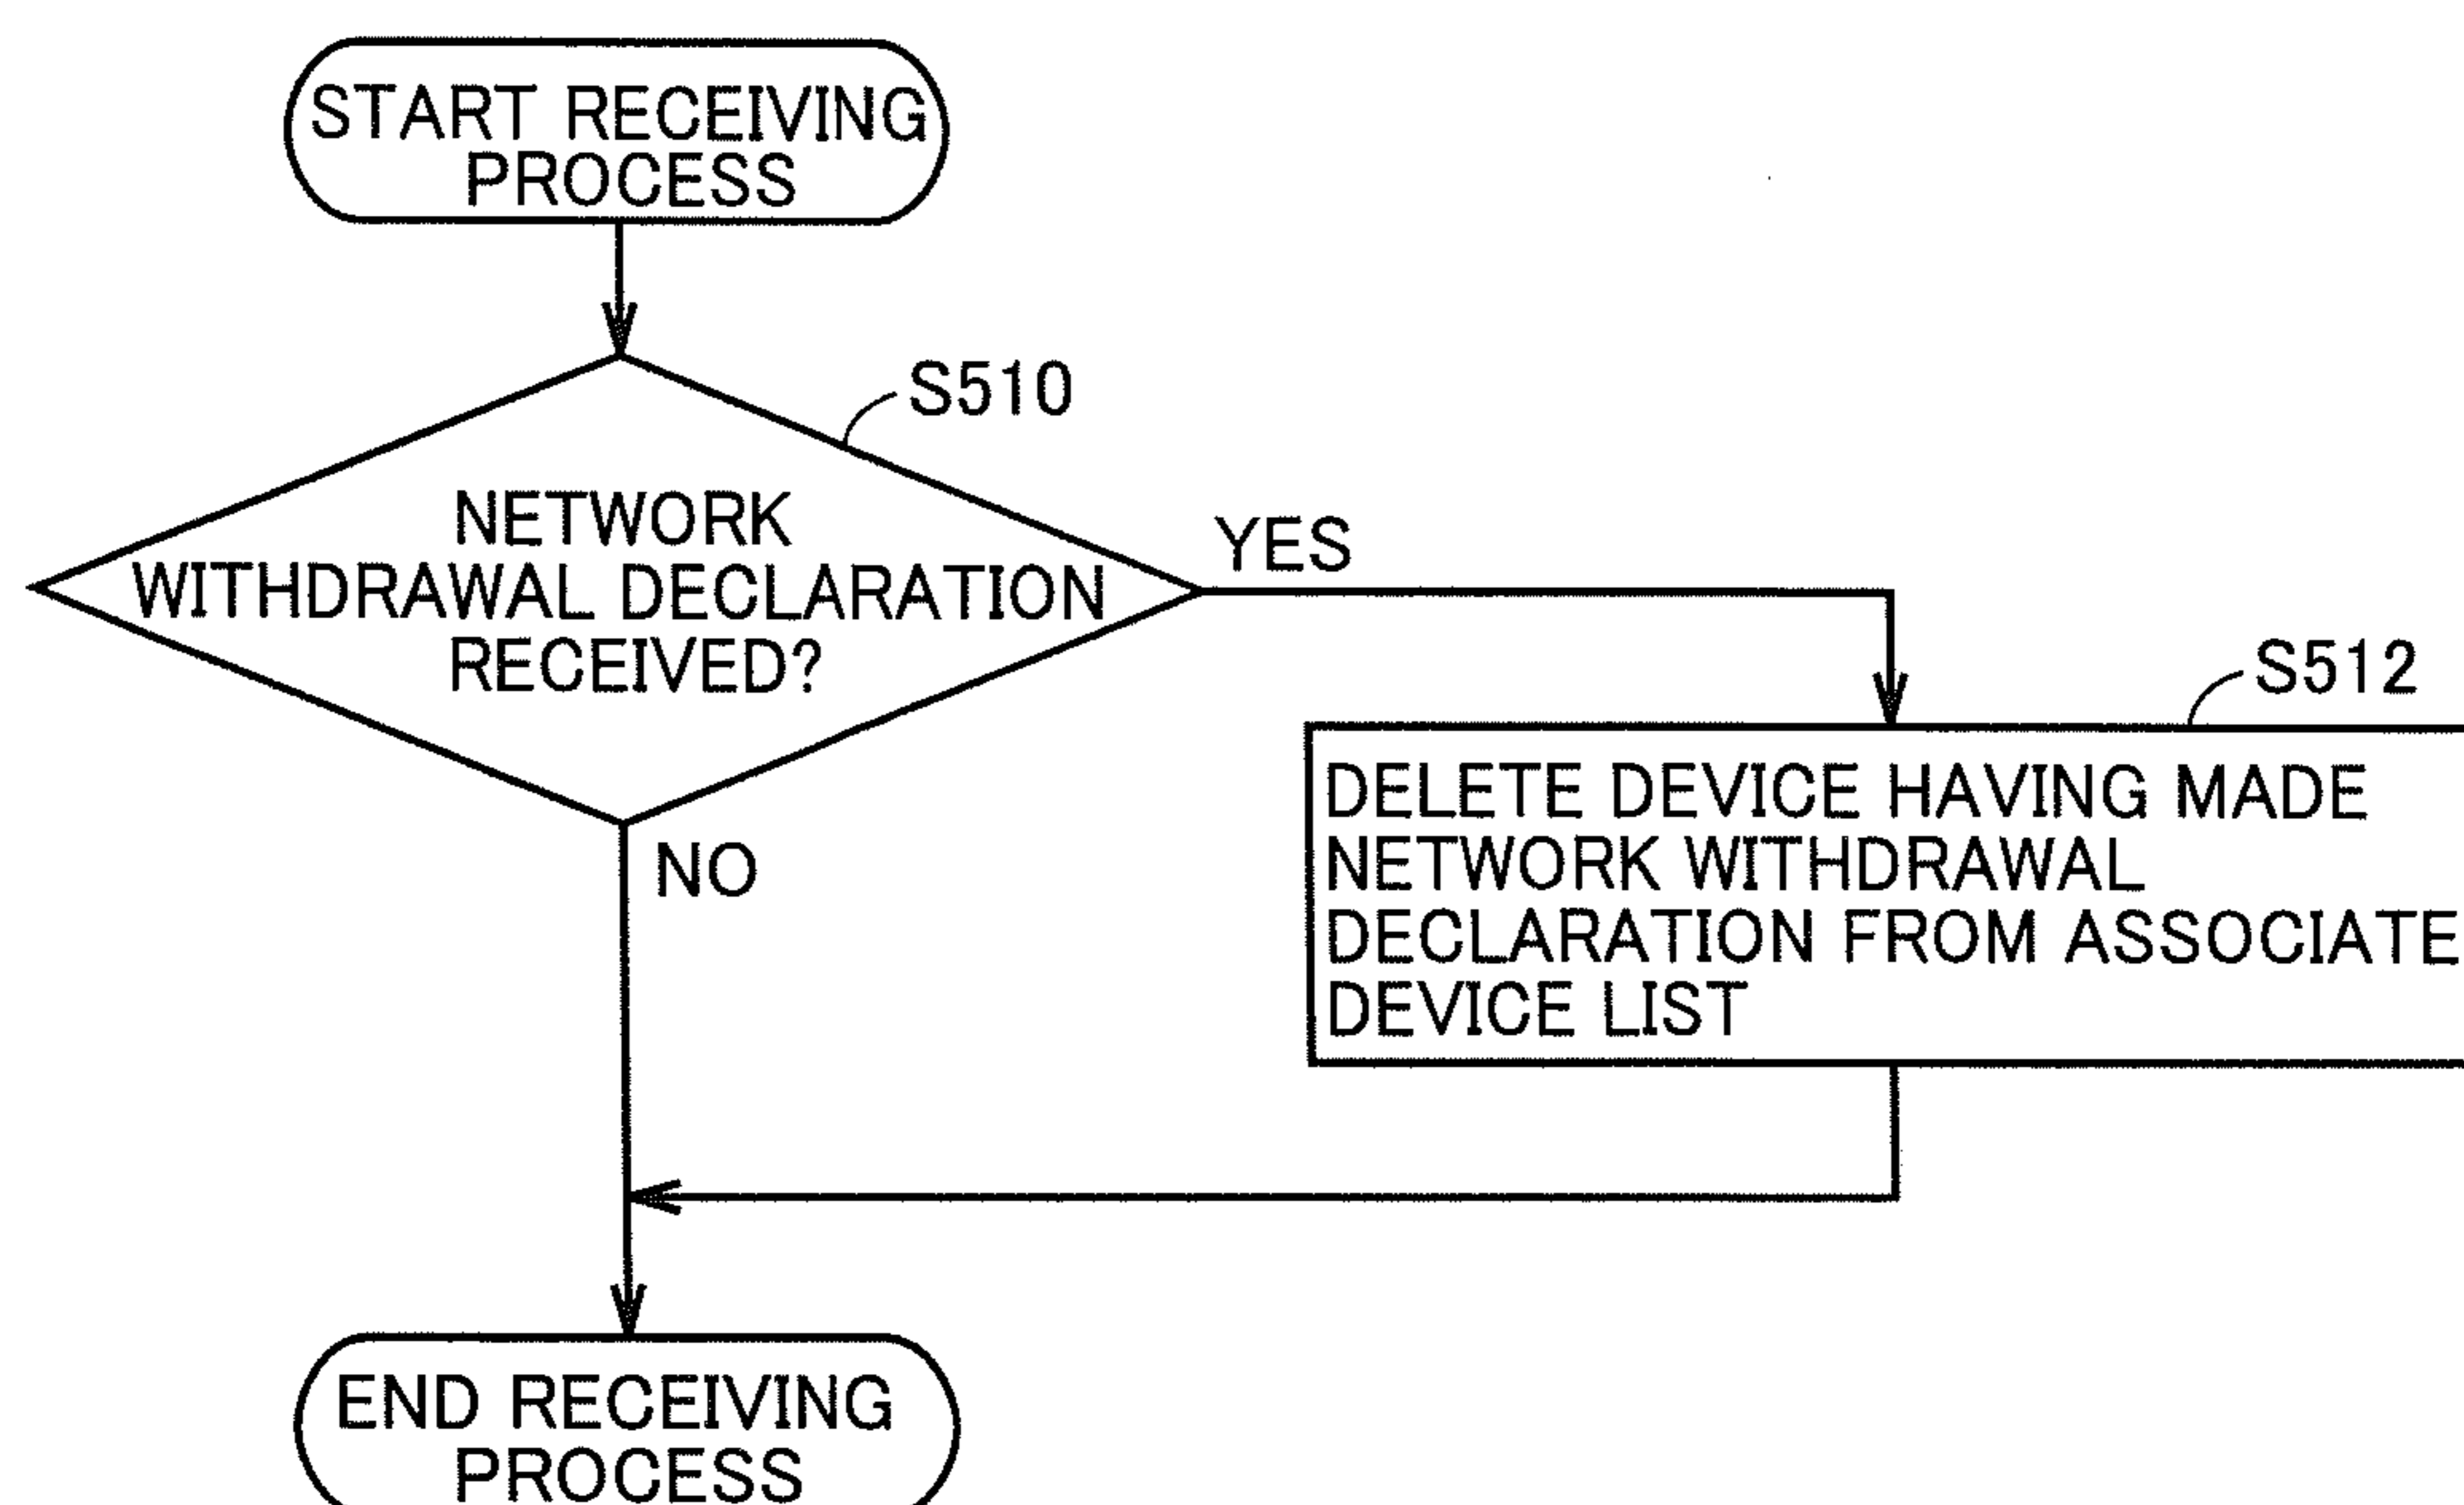 START RECEIVING
PROCESS
S510
NETWORK
WITHDRAWAL DECLARATION
RECEIVED?
YES
NO
S512
DELETE DEVICE HAVING MADE
NETWORK WITHDRAWAL
DECLARATION FROM ASSOCIATE
DEVICE LIST
END RECEIVING
PROCESS